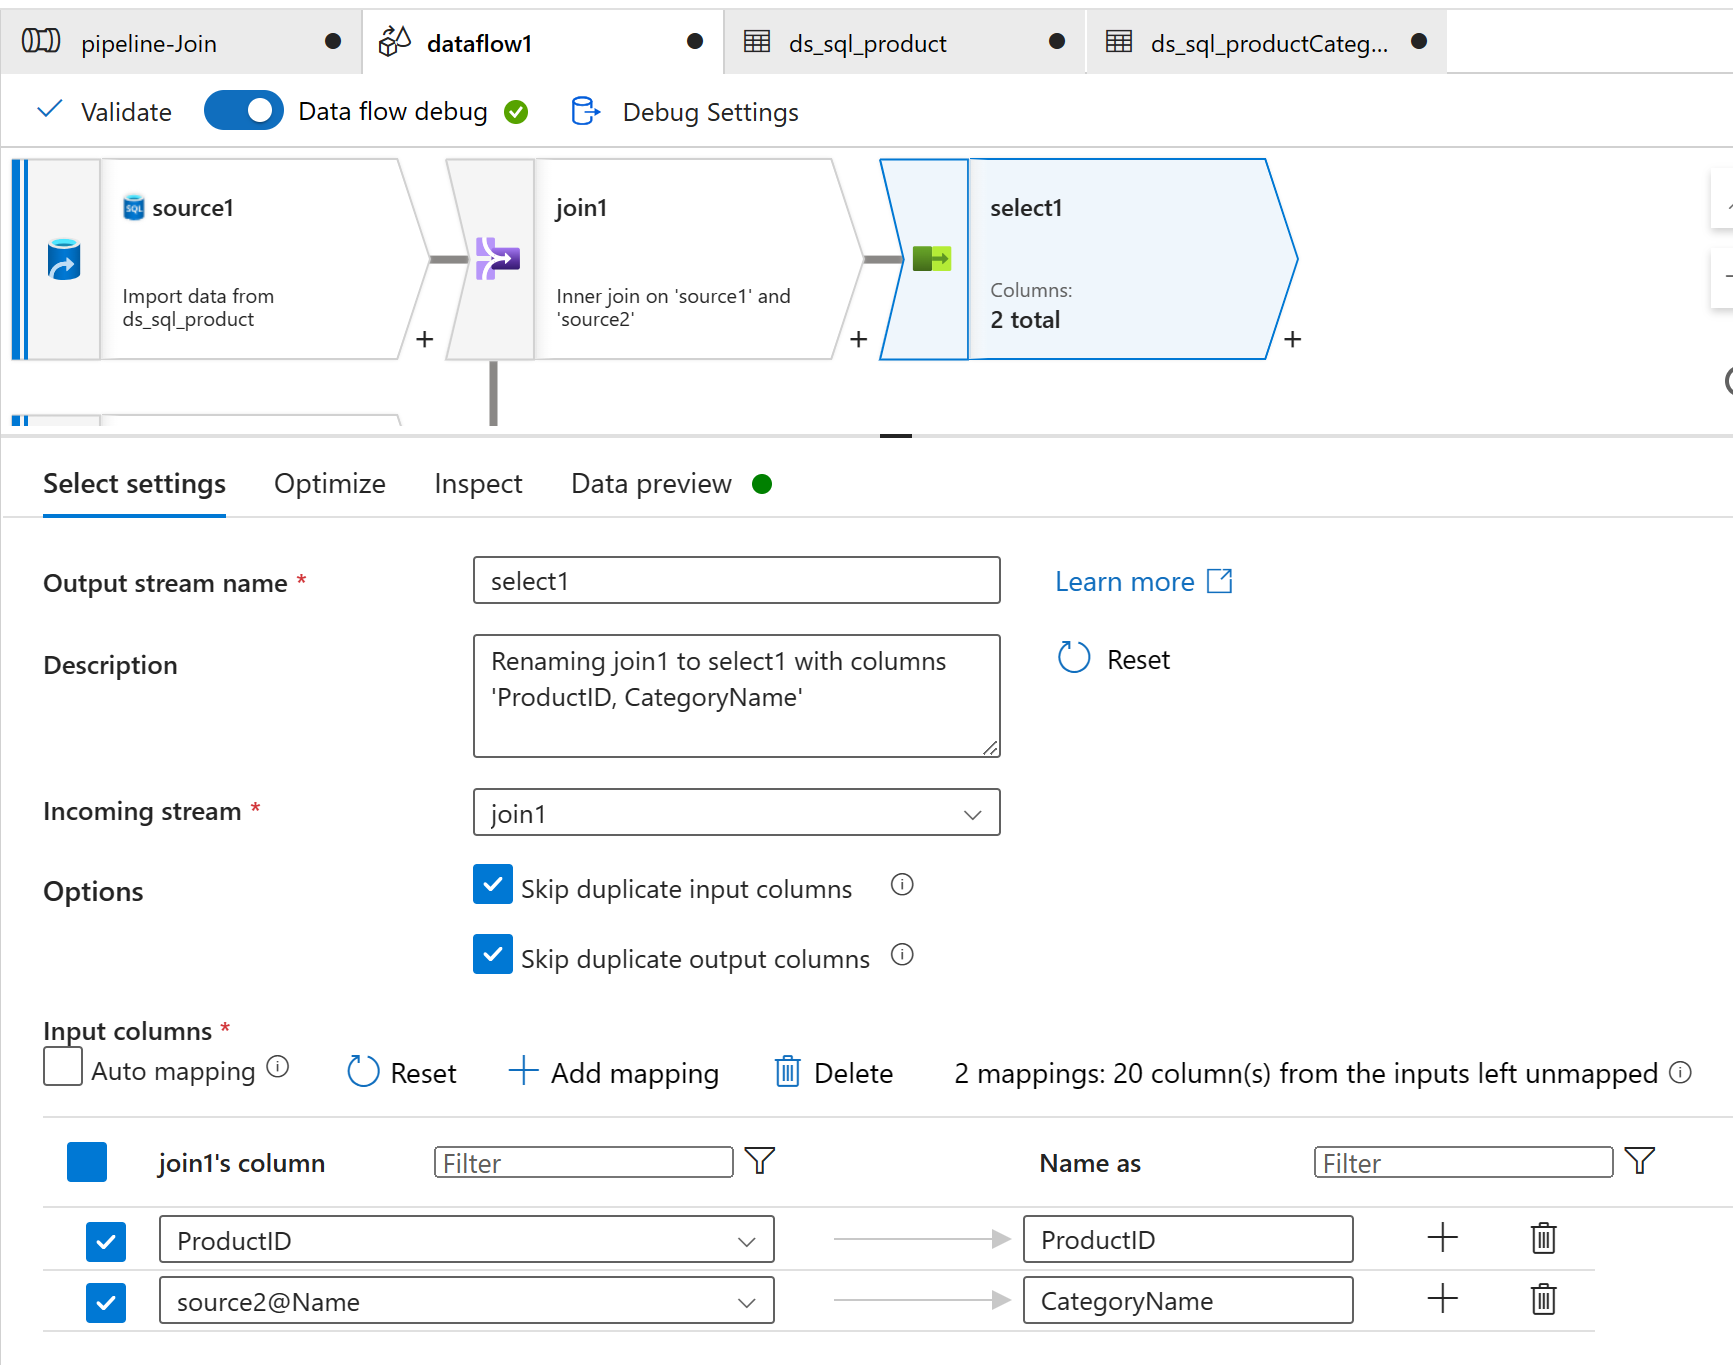 pipeline-Join
dataflow1
ds_sql_product
ds_sql_productCateg...
Validate
Data flow debug
Debug Settings
SQL
source1
Import data from
ds_sql_product
+
join1
Inner join on 'source1' and
'source2'
+
select1
Columns:
2 total
+
Select settings
Optimize
Inspect
Data preview
Output stream name *
select1
Learn more
Description
Renaming join1 to select1 with columns
'ProductID, CategoryName'
Reset
Incoming stream *
join1
Options
Skip duplicate input columns
Skip duplicate output columns
Input columns *
Auto mapping
Reset
Add mapping
Delete
2 mappings: 20 column(s) from the inputs left unmapped
join1's column
Filter
Name as
Filter
ProductID
ProductID
source2@Name
CategoryName